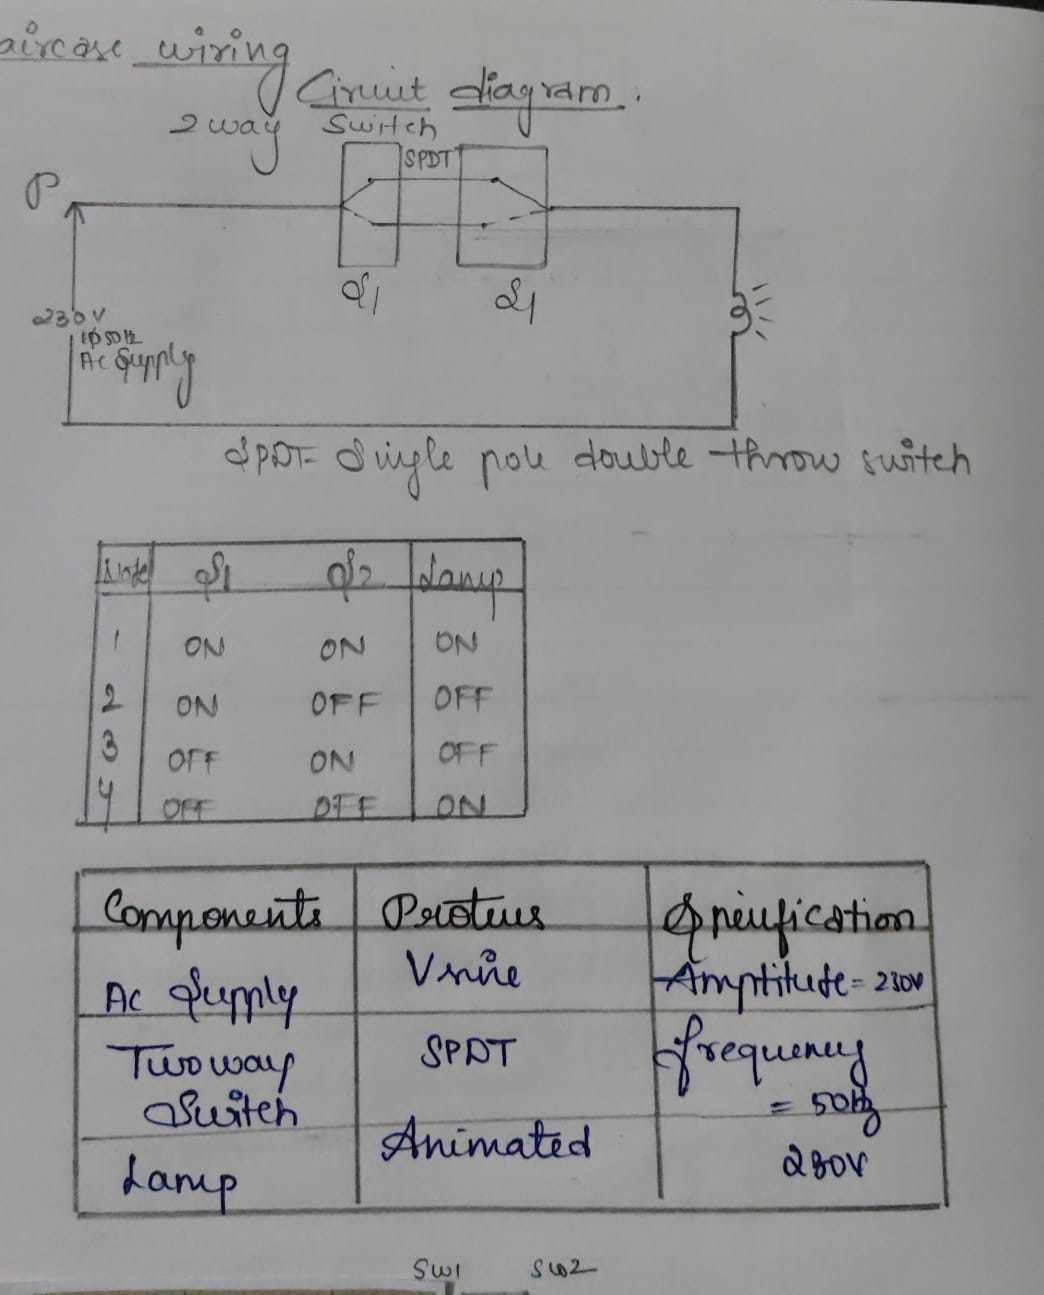 aircase wiring
Circuit diagram.
2 way Switch
SPDT
P
S1 S1
230V
1φ 50Hz
Ac Supply
SPDT= Single pole double throw switch
S1 S2 Lamp
1 ON ON ON
2 ON OFF OFF
3 OFF ON OFF
4 OFF OFF ON
Components Proteus Specification
AC Supply Vsine Amptitude= 230V
Two way SPDT frequency
Switch = 50Hz
Lamp Animated 230V
SW1 SW2